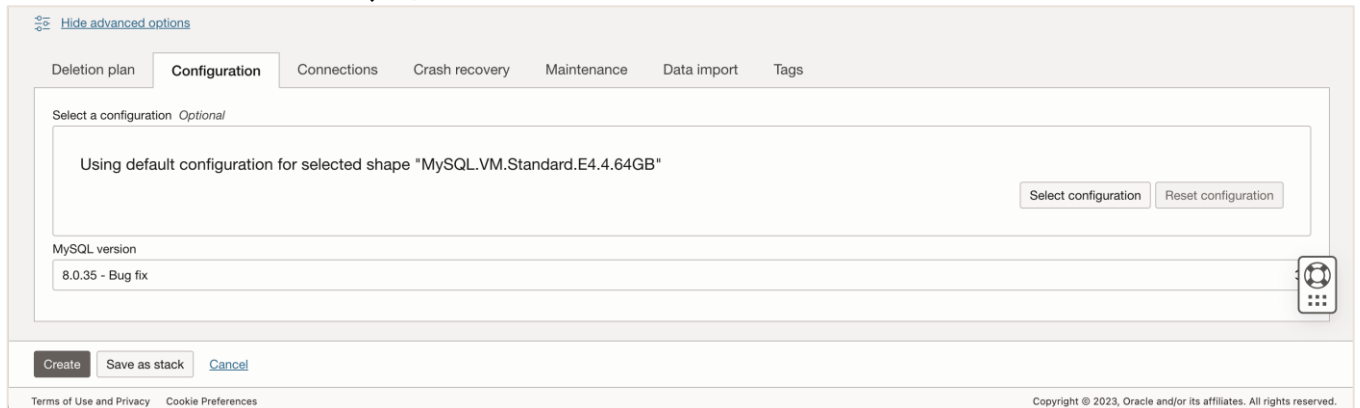 Hide advanced options
Deletion plan Configuration Connections Crash recovery Maintenance Data import Tags
Select a configuration Optional
Using default configuration for selected shape "MySQL.VM.Standard.E4.4.64GB"
Select configuration Reset configuration
MySQL version
8.0.35 - Bug fix
Create Save as stack Cancel
Terms of Use and Privacy Cookie Preferences Copyright © 2023, Oracle and/or its affiliates. All rights reserved.